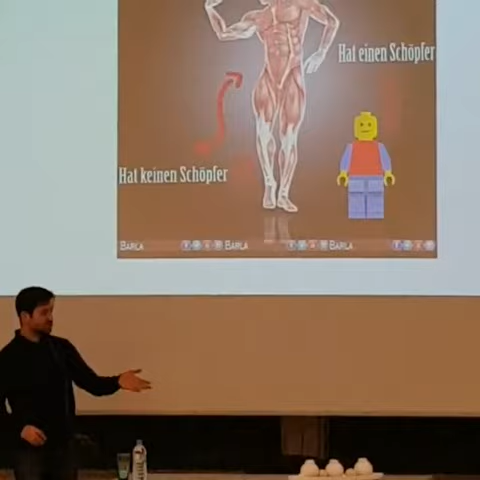 Hat einen Schöpfer
Hat keinen Schöpfer
BARLA BARLA BARLA